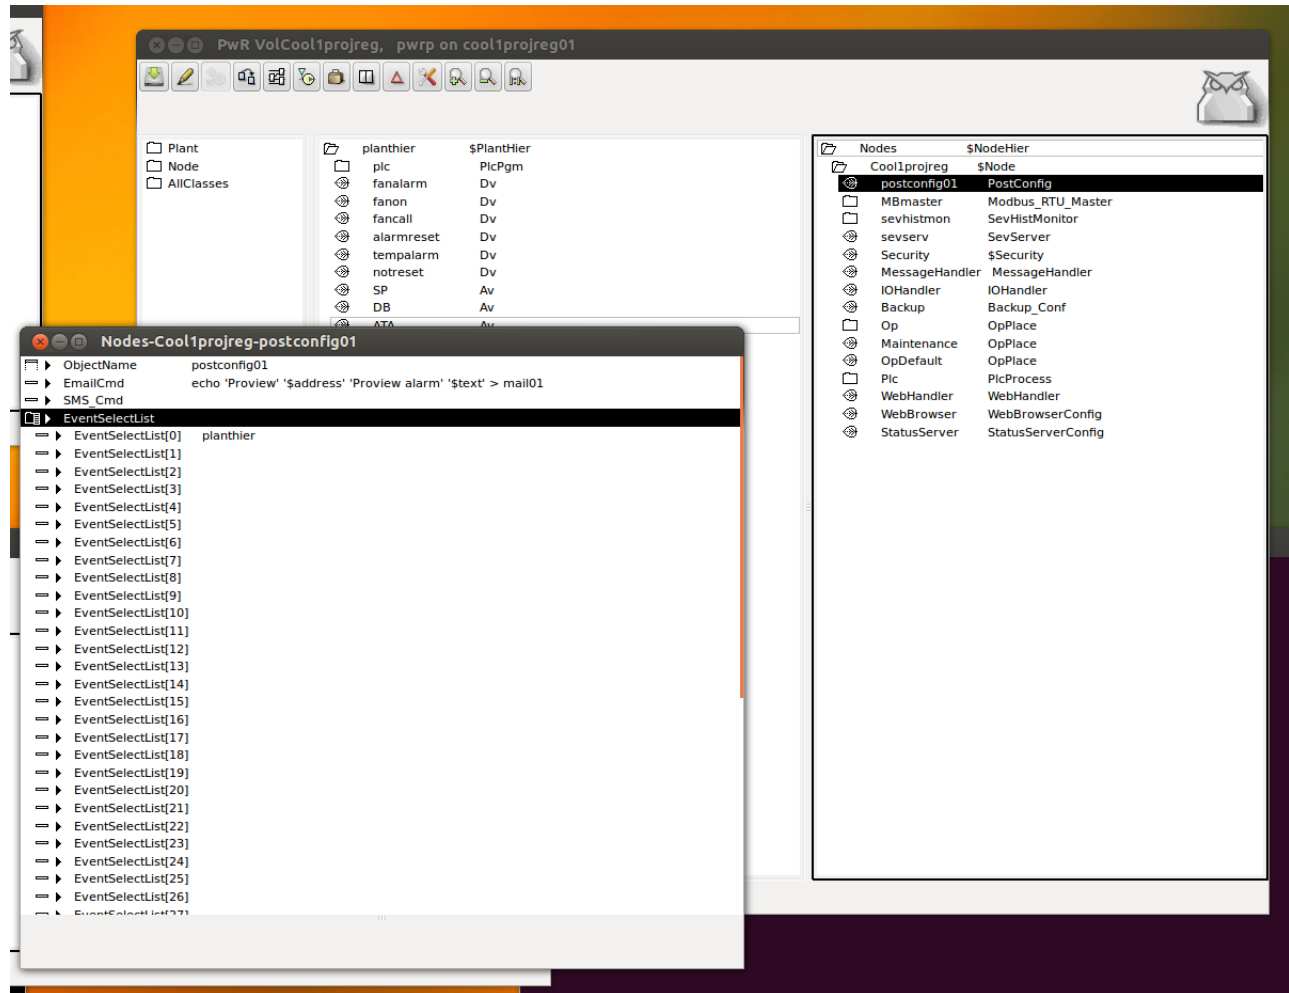 PwR VolCool1projreg, pwrp on cool1projreg01
Plant
Node
AllClasses
planthier $PlantHier
plc PlcPgm
fanalarm Dv
fanon Dv
fancall Dv
alarmreset Dv
tempalarm Dv
notreset Dv
SP Av
DB Av
ATA Av
Nodes $NodeHier
Cool1projreg $Node
postconfig01 PostConfig
MBmaster Modbus_RTU_Master
sevhistmon SevHistMonitor
sevserv SevServer
Security $Security
MessageHandler MessageHandler
IOHandler IOHandler
Backup Backup_Conf
Op OpPlace
Maintenance OpPlace
OpDefault OpPlace
Plc PlcProcess
WebHandler WebHandler
WebBrowser WebBrowserConfig
StatusServer StatusServerConfig
Nodes-Cool1projreg-postconfig01
ObjectName postconfig01
EmailCmd echo 'Proview' '$address' 'Proview alarm' '$text' > mail01
SMS_Cmd
EventSelectList
EventSelectList[0] planthier
EventSelectList[1]
EventSelectList[2]
EventSelectList[3]
EventSelectList[4]
EventSelectList[5]
EventSelectList[6]
EventSelectList[7]
EventSelectList[8]
EventSelectList[9]
EventSelectList[10]
EventSelectList[11]
EventSelectList[12]
EventSelectList[13]
EventSelectList[14]
EventSelectList[15]
EventSelectList[16]
EventSelectList[17]
EventSelectList[18]
EventSelectList[19]
EventSelectList[20]
EventSelectList[21]
EventSelectList[22]
EventSelectList[23]
EventSelectList[24]
EventSelectList[25]
EventSelectList[26]
EventSelectList[27]